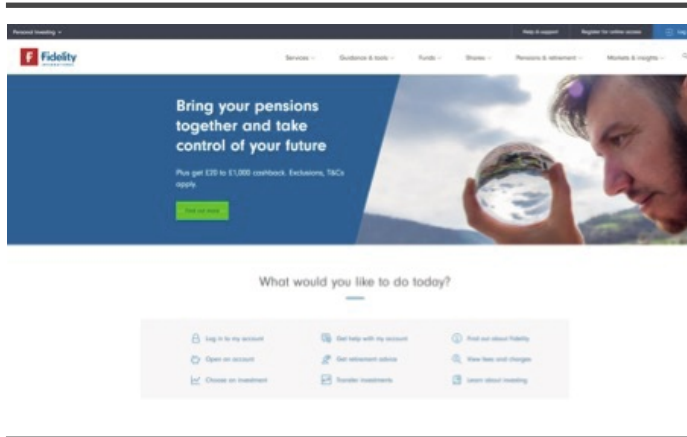 Personal Investing
Help & support
Register for online access
Log
Fidelity
INTERNATIONAL
Services
Guidance & tools
Funds
Shares
Pensions & retirement
Markets & insights
Bring your pensions
together and take
control of your future
Plus get £20 to £1,000 cashback. Exclusions, T&Cs
apply.
Find out more
What would you like to do today?
Log in to my account
Get help with my account
Find out about Fidelity
Open an account
Get retirement advice
View fees and charges
Choose an investment
Transfer investments
Learn about investing